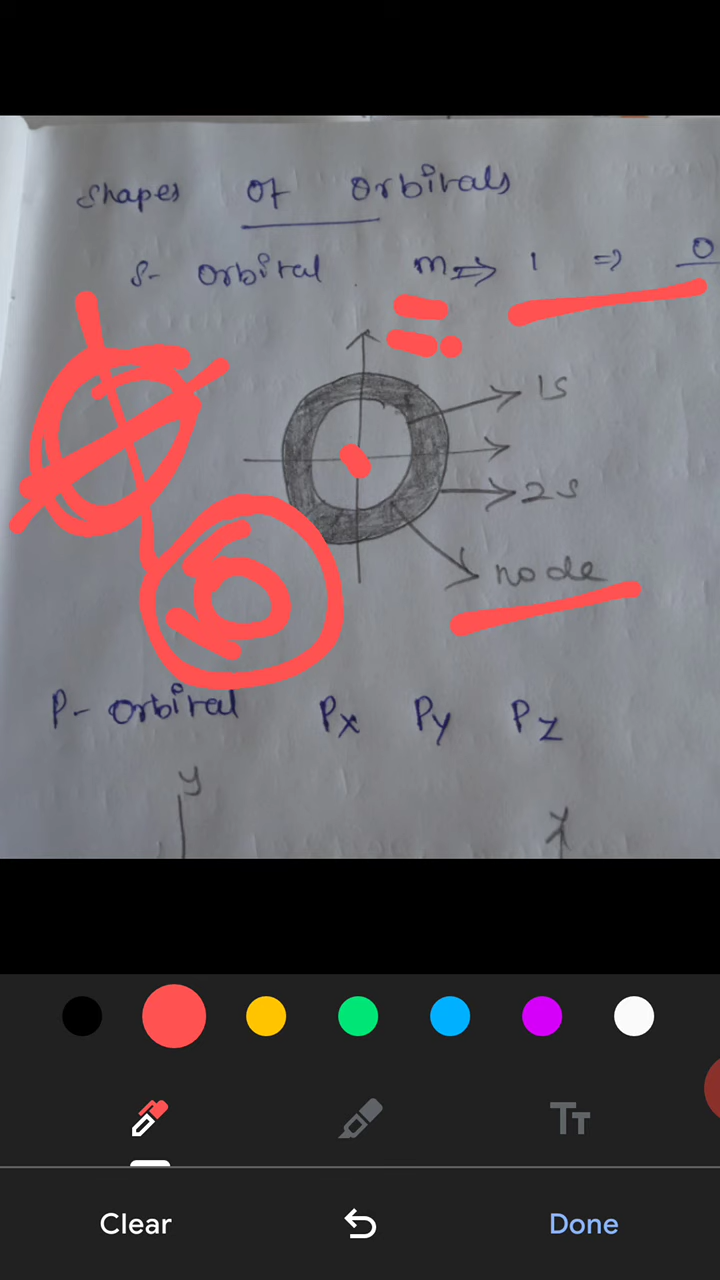 Shapes Of Orbitals
S- Orbital m ⇒ 1 ⇒ 0
1S
2S
node
P- Orbital Px Py Pz
y
Clear Done